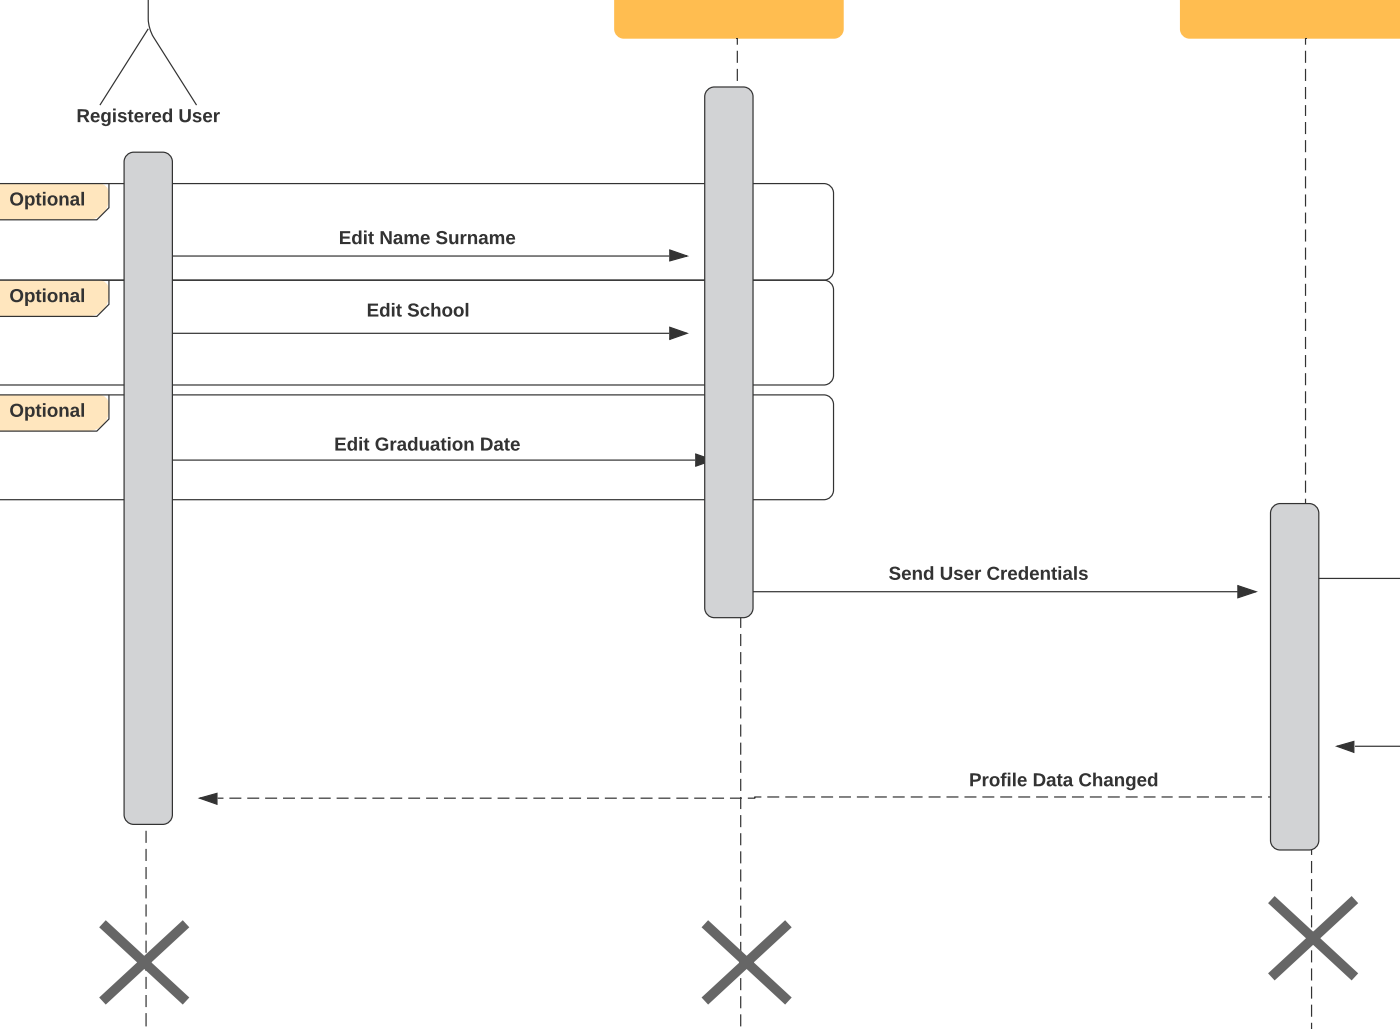 Registered User
Optional
Edit Name Surname
Optional
Edit School
Optional
Edit Graduation Date
Send User Credentials
Profile Data Changed